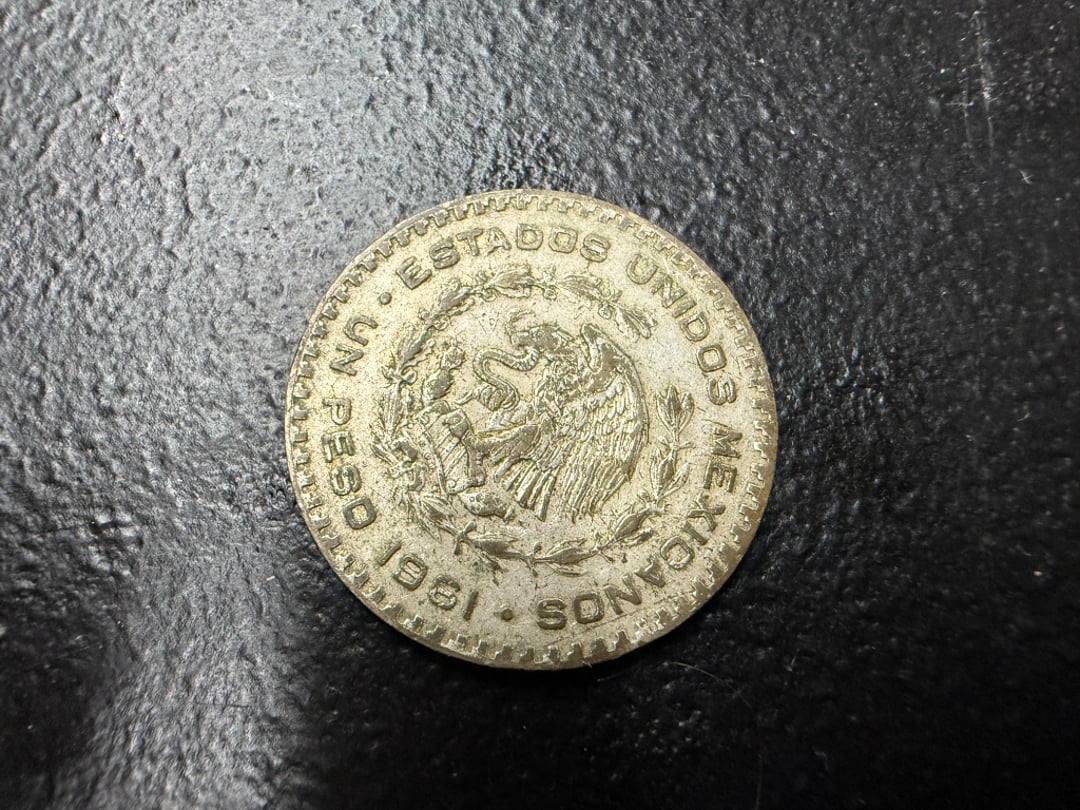 · ESTADOS UNIDOS MEXICANOS ·
UN PESO 1961